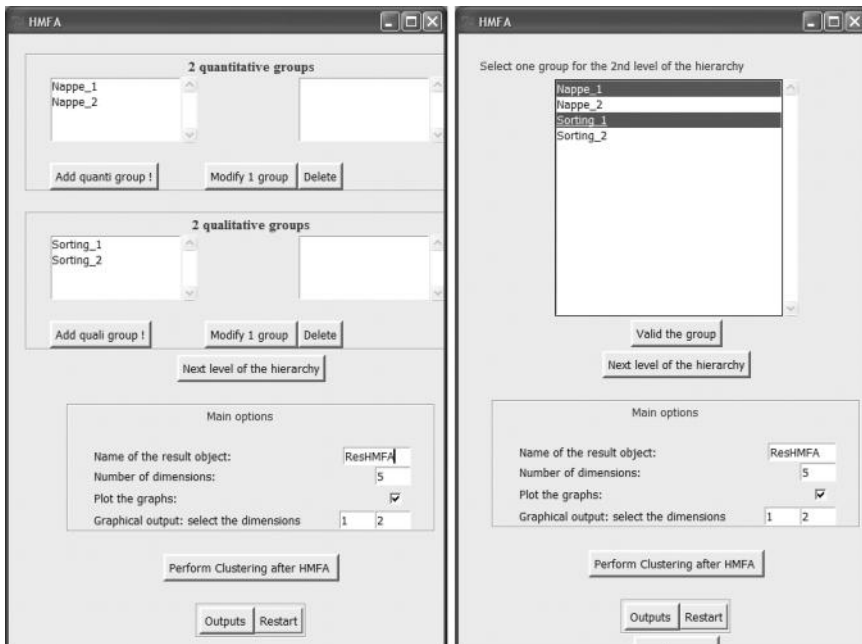 HMFA
2 quantitative groups
Nappe_1
Nappe_2
Add quanti group !
Modify 1 group
Delete
2 qualitative groups
Sorting_1
Sorting_2
Add quali group !
Modify 1 group
Delete
Next level of the hierarchy
Main options
Name of the result object: ResHMFA
Number of dimensions: 5
Plot the graphs:
Graphical output: select the dimensions 1 2
Perform Clustering after HMFA
Outputs
Restart
HMFA
Select one group for the 2nd level of the hierarchy
Nappe_1
Nappe_2
Sorting_1
Sorting_2
Valid the group
Next level of the hierarchy
Main options
Name of the result object: ResHMFA
Number of dimensions: 5
Plot the graphs:
Graphical output: select the dimensions 1 2
Perform Clustering after HMFA
Outputs
Restart